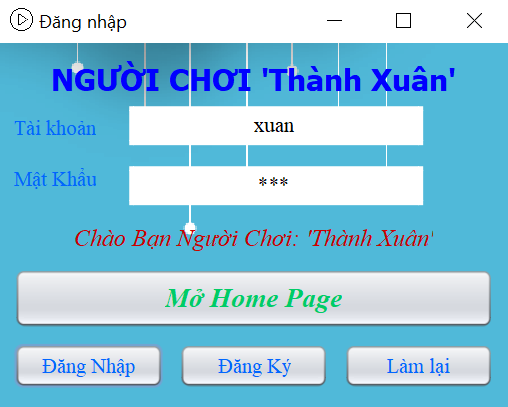 Đăng nhập
NGƯỜI CHƠI 'Thành Xuân'
Tài khoản xuan
Mật Khẩu ***
Chào Bạn Người Chơi: 'Thành Xuân'
Mở Home Page
Đăng Nhập Đăng Ký Làm lại